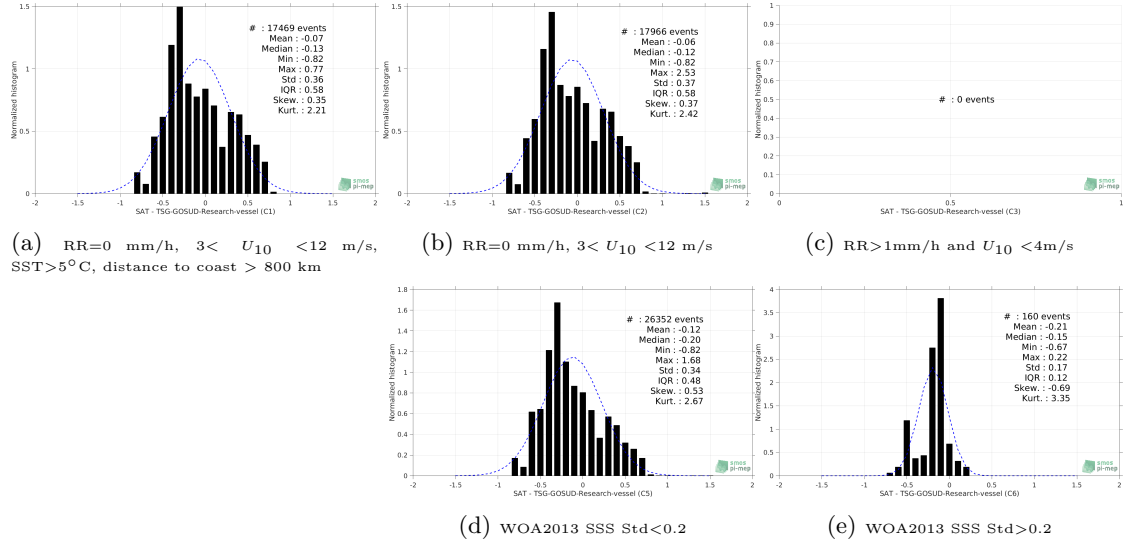 1.5
1
0.5
0
-2 -1.5 -1 -0.5 0 0.5 1 1.5 2
Normalized histogram
SAT - TSG-GOSUD-Research-vessel (C1)
# : 17469 events
Mean : -0.07
Median : -0.13
Min : -0.82
Max : 0.77
Std : 0.36
IQR : 0.58
Skew. : 0.35
Kurt. : 2.21
smos
pi-mep
(a) RR=0 mm/h, 3< U10 <12 m/s,
SST>5°C, distance to coast > 800 km
1.5
1
0.5
0
-2 -1.5 -1 -0.5 0 0.5 1 1.5 2
Normalized histogram
SAT - TSG-GOSUD-Research-vessel (C2)
# : 17966 events
Mean : -0.06
Median : -0.12
Min : -0.82
Max : 2.53
Std : 0.37
IQR : 0.58
Skew. : 0.37
Kurt. : 2.42
smos
pi-mep
(b) RR=0 mm/h, 3< U10 <12 m/s
1
0.9
0.8
0.7
0.6
0.5
0.4
0.3
0.2
0.1
0
0 0.5 1
Normalized histogram
SAT - TSG-GOSUD-Research-vessel (C3)
# : 0 events
smos
pi-mep
(c) RR>1mm/h and U10 <4m/s
1.8
1.6
1.4
1.2
1
0.8
0.6
0.4
0.2
0
-2 -1.5 -1 -0.5 0 0.5 1 1.5 2
Normalized histogram
SAT - TSG-GOSUD-Research-vessel (C5)
# : 26352 events
Mean : -0.12
Median : -0.20
Min : -0.82
Max : 1.68
Std : 0.34
IQR : 0.48
Skew. : 0.53
Kurt. : 2.67
smos
pi-mep
(d) WOA2013 SSS Std<0.2
4
3.5
3
2.5
2
1.5
1
0.5
0
-2 -1.5 -1 -0.5 0 0.5 1 1.5 2
Normalized histogram
SAT - TSG-GOSUD-Research-vessel (C6)
# : 160 events
Mean : -0.21
Median : -0.15
Min : -0.67
Max : 0.22
Std : 0.17
IQR : 0.12
Skew. : -0.69
Kurt. : 3.35
smos
pi-mep
(e) WOA2013 SSS Std>0.2